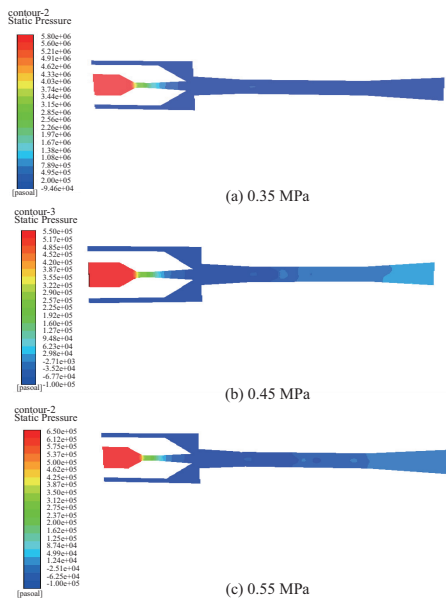 contour-2
Static Pressure
5.80e+06
5.60e+06
5.21e+06
4.91e+06
4.62e+06
4.33e+06
4.03e+06
3.74e+06
3.44e+06
3.15e+06
2.85e+06
2.56e+06
2.26e+06
1.97e+06
1.67e+06
1.38e+06
1.08e+06
7.89e+05
4.95e+05
2.00e+05
-9.46e+04
[pasoal]
(a) 0.35 MPa
contour-3
Static Pressure
5.50e+05
5.17e+05
4.85e+05
4.52e+05
4.20e+05
3.87e+05
3.55e+05
3.22e+05
2.90e+05
2.57e+05
2.25e+05
1.92e+05
1.60e+05
1.27e+05
9.48e+04
6.23e+04
2.98e+04
-2.71e+03
-3.52e+04
-6.77e+04
-1.00e+05
[pasoal]
(b) 0.45 MPa
contour-2
Static Pressure
6.50e+05
6.12e+05
5.75e+05
5.37e+05
5.00e+05
4.62e+05
4.25e+05
3.87e+05
3.50e+05
3.12e+05
2.75e+05
2.37e+05
2.00e+05
1.62e+05
1.25e+05
8.74e+04
4.99e+04
1.24e+04
-2.51e+04
-6.25e+04
-1.00e+05
[pasoal]
(c) 0.55 MPa